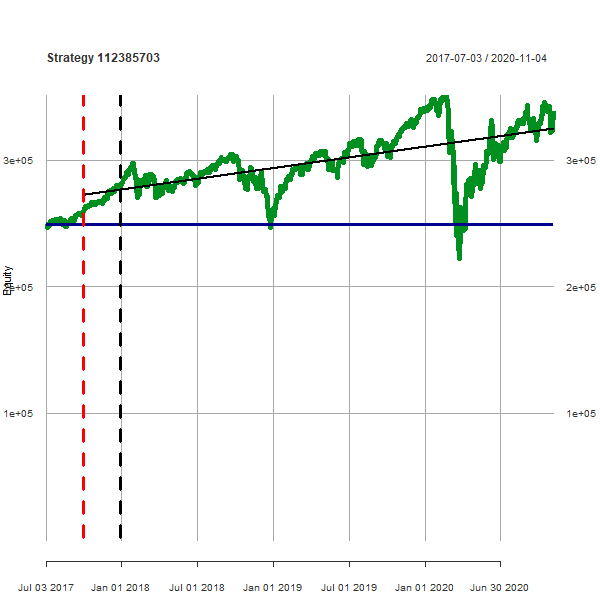 Strategy 112385703
2017-07-03 / 2020-11-04
3e+05
3e+05
Equity
2e+05
2e+05
1e+05
1e+05
Jul 03 2017
Jan 01 2018
Jul 01 2018
Jan 01 2019
Jul 01 2019
Jan 01 2020
Jun 30 2020